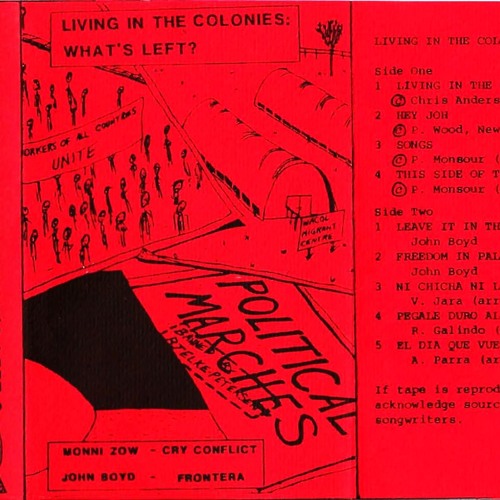 LIVING IN THE COLONIES:
WHAT'S LEFT?
WORKERS OF ALL COUNTRIES
UNITE
WACOL
MIGRANT
CENTRE
POLITICAL
MARCHES
MONNI ZOW - CRY CONFLICT
JOHN BOYD - FRONTERA
LIVING IN THE COL
Side One
1 LIVING IN THE
© Chris Anders
2 HEY JOH
© P. Wood, New
3 SONGS
© P. Monsour
4 THIS SIDE OF T
© P. Monsour
Side Two
1 LEAVE IT IN TH
John Boyd
2 FREEDOM IN PAL
John Boyd
3 NI CHICHA NI L
V. Jara (ar
4 PEGALE DURO AL
R. Galindo
5 EL DIA QUE VUE
A. Parra (ar
If tape is reprod
acknowledge sourc
songwriters.